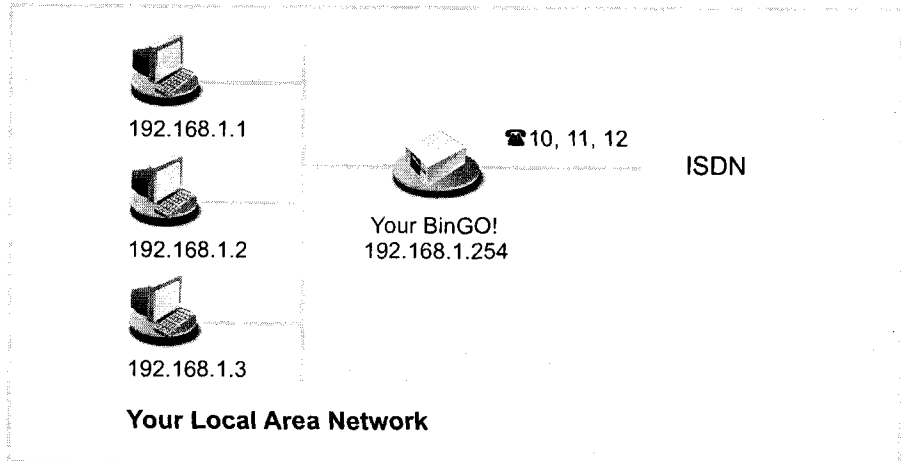 192.168.1.1
☎10, 11, 12
ISDN
192.168.1.2
Your BinGO!
192.168.1.254
192.168.1.3
Your Local Area Network